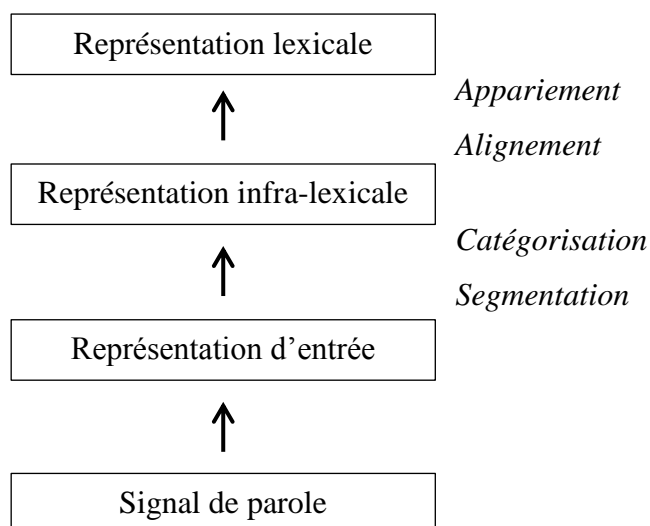 Représentation lexicale
Appariement
Alignement
Représentation infra-lexicale
Catégorisation
Segmentation
Représentation d’entrée
Signal de parole